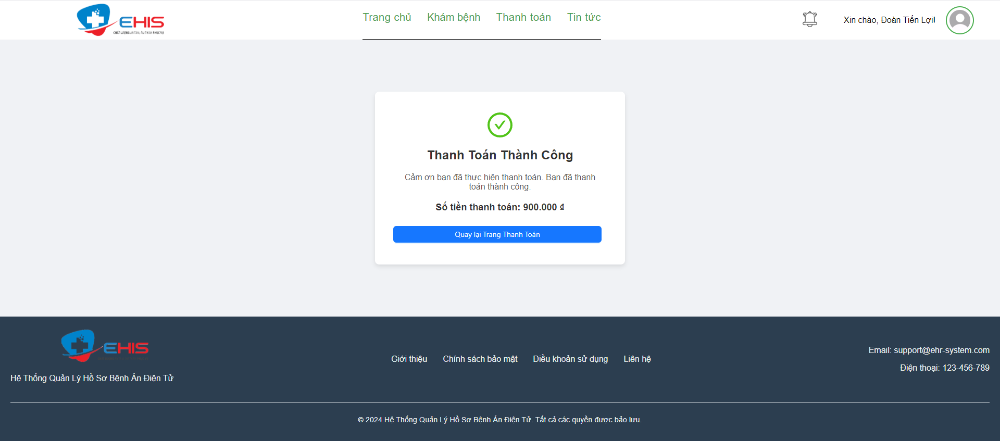 EHIS
CHẤT LƯỢNG AN TÂM, ÂM THẦM PHỤC VỤ
Trang chủ
Khám bệnh
Thanh toán
Tin tức
Xin chào, Đoàn Tiến Lợi!
Thanh Toán Thành Công
Cảm ơn bạn đã thực hiện thanh toán. Bạn đã thanh
toán thành công.
Số tiền thanh toán: 900.000 ₫
Quay lại Trang Thanh Toán
EHIS
Hệ Thống Quản Lý Hồ Sơ Bệnh Án Điện Tử
Giới thiệu
Chính sách bảo mật
Điều khoản sử dụng
Liên hệ
Email: support@ehr-system.com
Điện thoại: 123-456-789
© 2024 Hệ Thống Quản Lý Hồ Sơ Bệnh Án Điện Tử. Tất cả các quyền được bảo lưu.